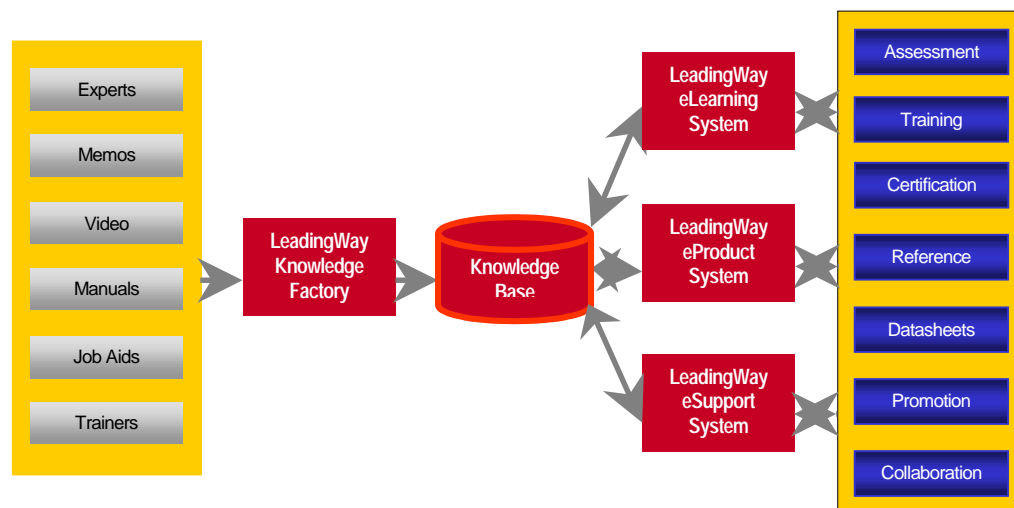 Experts
Memos
Video
Manuals
Job Aids
Trainers
LeadingWay
Knowledge
Factory
Knowledge
Base
LeadingWay
eLearning
System
LeadingWay
eProduct
System
LeadingWay
eSupport
System
Assessment
Training
Certification
Reference
Datasheets
Promotion
Collaboration